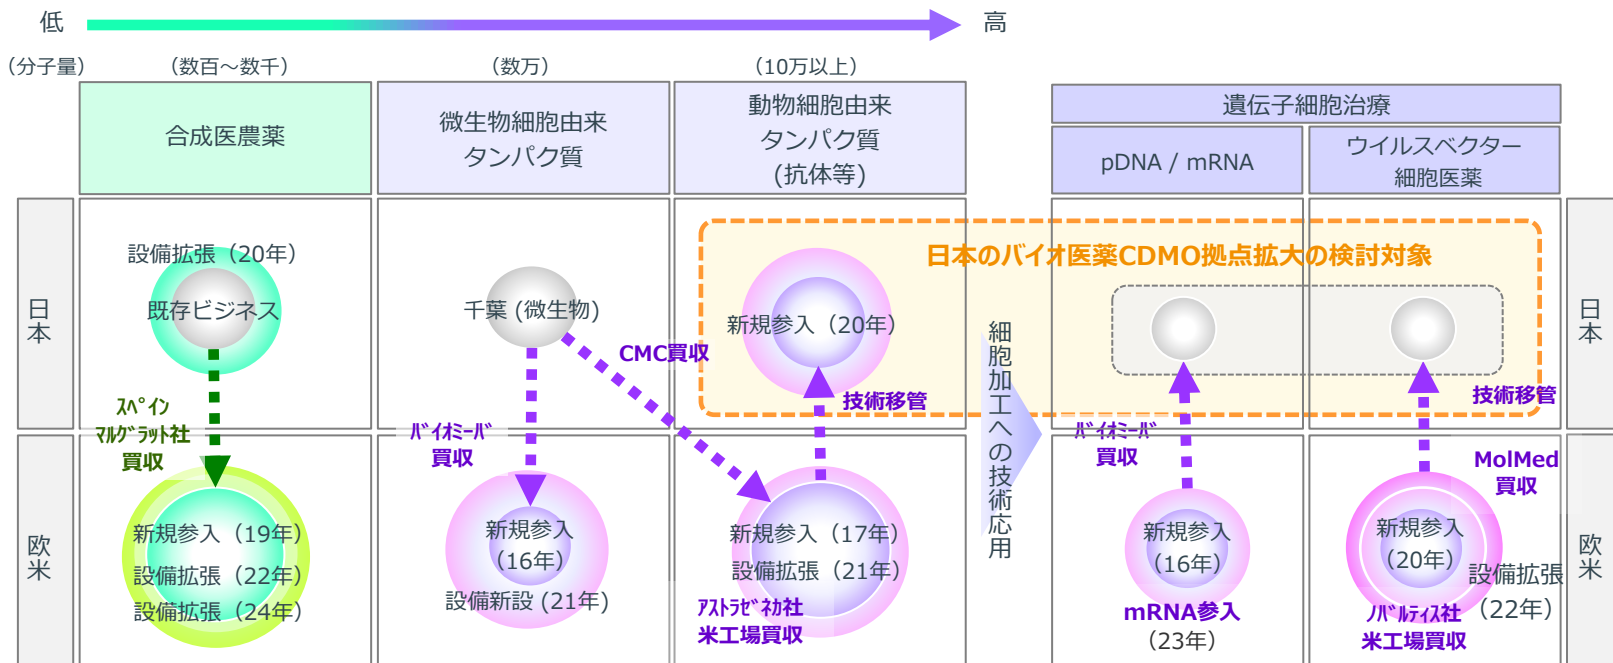 低
高
（分子量）
（数百～数千）
（数万）
（10万以上）
合成医農薬
微生物細胞由来
タンパク質
動物細胞由来
タンパク質
(抗体等)
遺伝子細胞治療
pDNA / mRNA
ウイルスベクター
細胞医薬
日本
設備拡張（20年）
既存ビジネス
千葉 (微生物)
新規参入（20年）
日本のバイオ医薬CDMO拠点拡大の検討対象
日本
CMC買収
技術移管
技術移管
細胞加工への技術応用
ｽﾍﾟｲﾝ
ﾏﾙｸﾞﾗｯﾄ社
買収
ﾊﾞｲｵﾐｰﾊﾞ
買収
ﾊﾞｲｵﾐｰﾊﾞ
買収
MolMed
買収
欧米
新規参入（19年）
設備拡張（22年）
設備拡張（24年）
新規参入
(16年)
設備新設 (21年)
新規参入（17年）
設備拡張（21年）
ｱｽﾄﾗｾﾞﾈｶ社
米工場買収
新規参入
(16年)
mRNA参入
（23年）
新規参入
（20年）
設備拡張
（22年）
ﾉﾊﾞﾙﾃｨｽ社
米工場買収
欧米